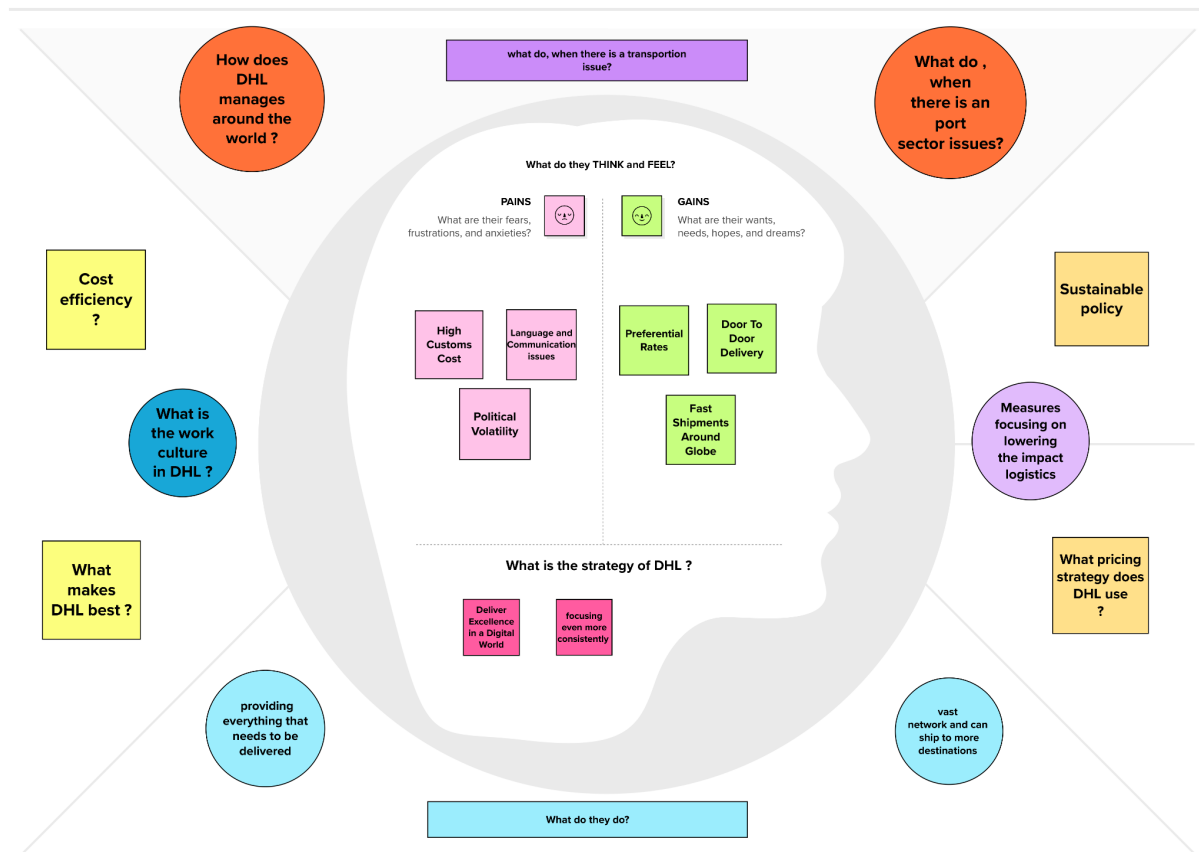 what do, when there is a transportion
issue?
How does
DHL
manages
around the
world ?
What do ,
when
there is an
port
sector issues?
What do they THINK and FEEL?
PAINS
What are their fears,
frustrations, and anxieties?
GAINS
What are their wants,
needs, hopes, and dreams?
Cost
efficiency
?
Sustainable
policy
High
Customs
Cost
Language and
Communication
issues
Political
Volatility
Preferential
Rates
Door To
Door
Delivery
Fast
Shipments
Around
Globe
What is
the work
culture
in DHL ?
Measures
focusing on
lowering
the impact
logistics
What
makes
DHL best ?
What pricing
strategy does
DHL use
?
What is the strategy of DHL ?
Deliver
Excellence
in a Digital
World
focusing
even more
consistently
providing
everything that
needs to be
delivered
vast
network and can
ship to more
destinations
What do they do?